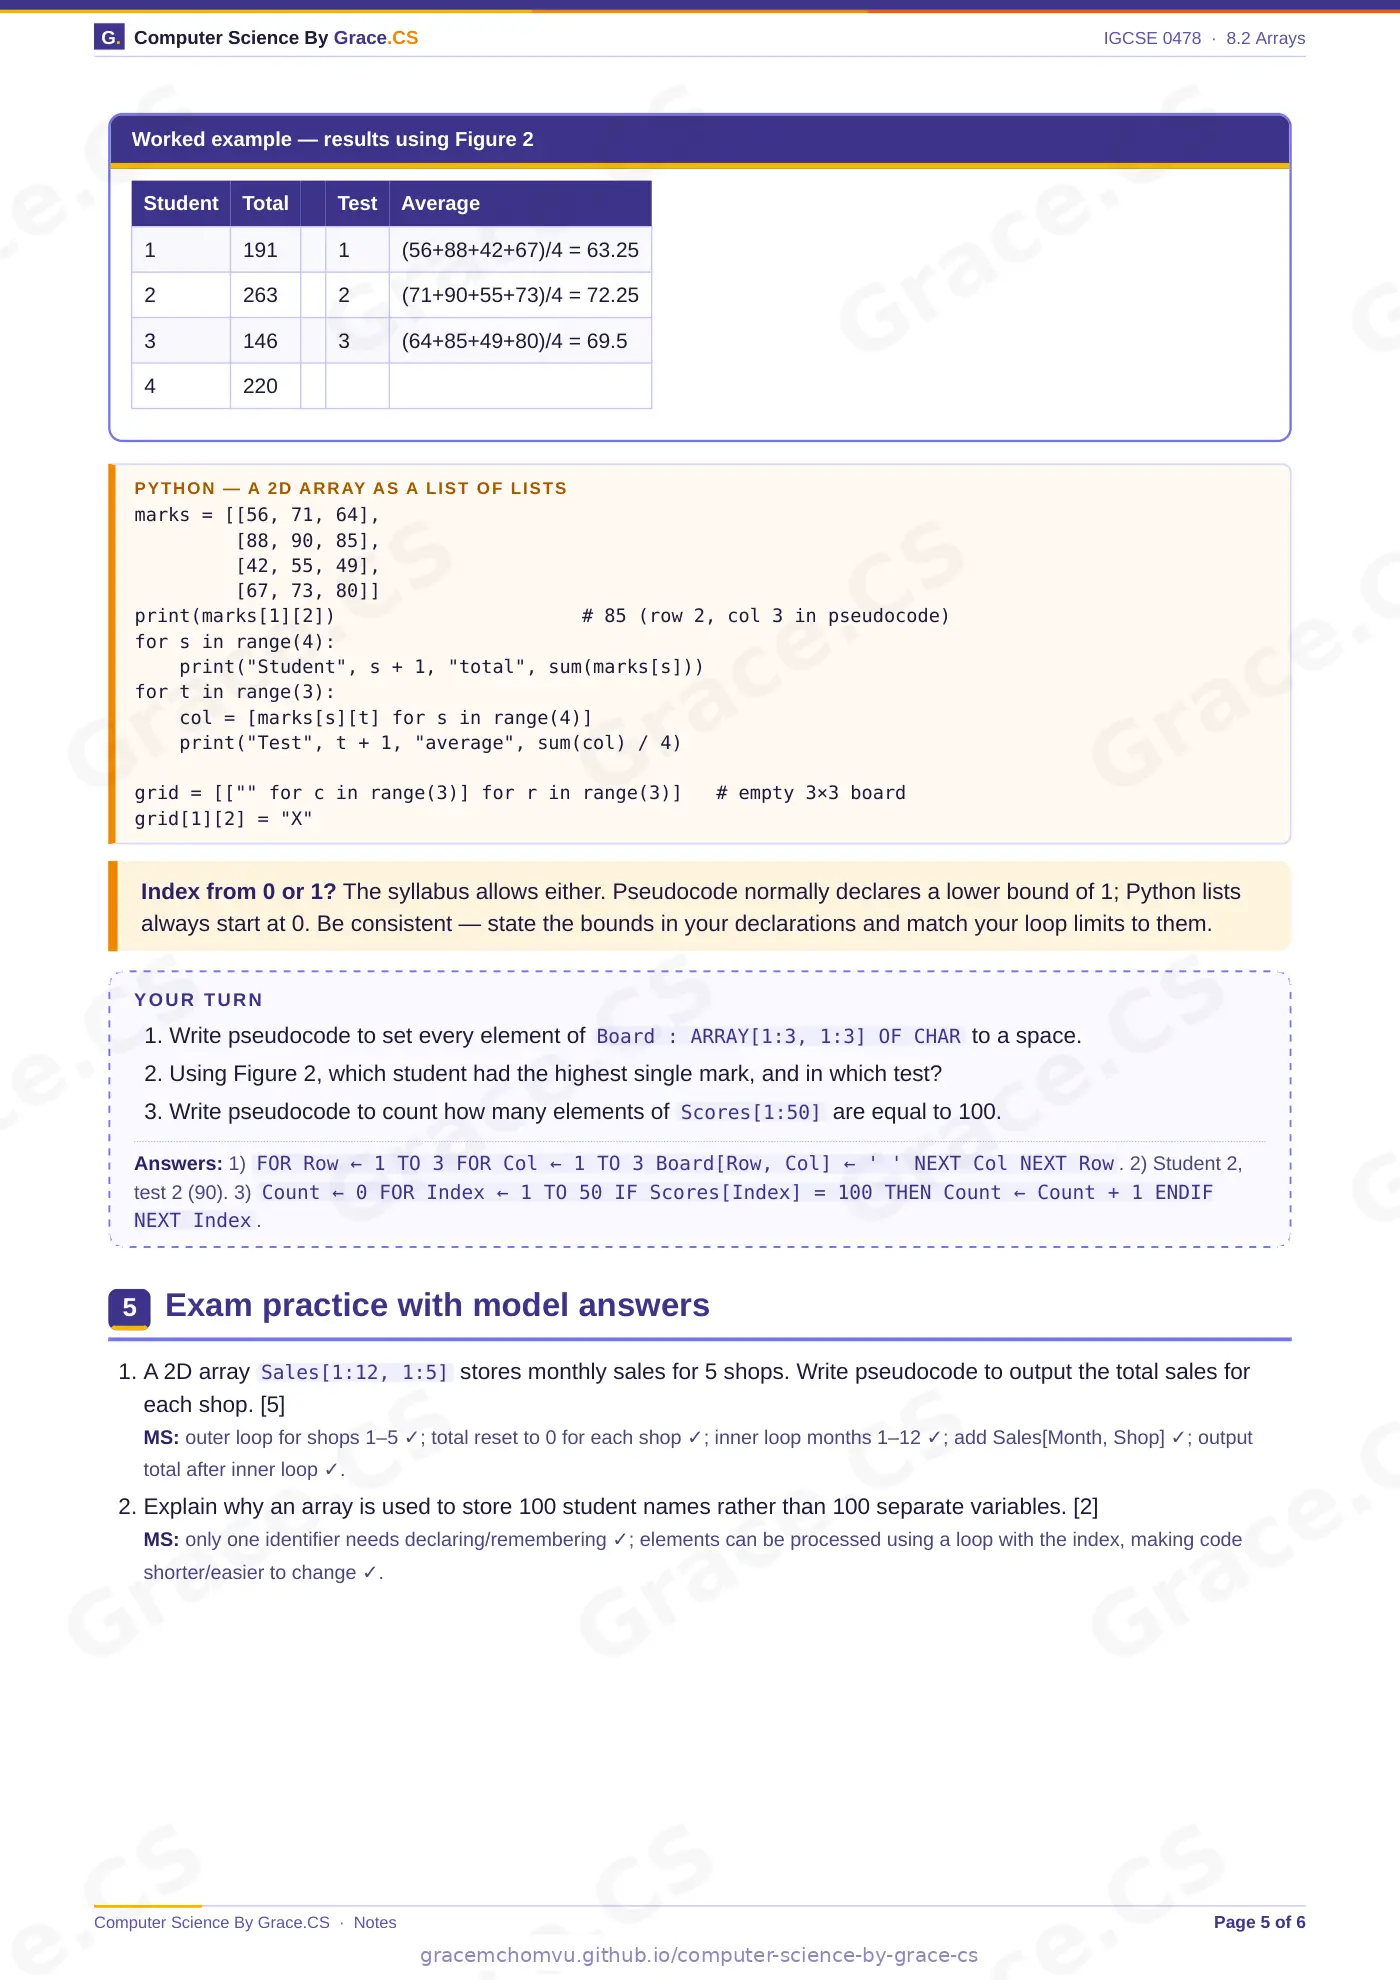 G. Computer Science By Grace.CS
IGCSE 0478 · 8.2 Arrays
Worked example — results using Figure 2
Student Total Test Average
1 191 1 (56+88+42+67)/4 = 63.25
2 263 2 (71+90+55+73)/4 = 72.25
3 146 3 (64+85+49+80)/4 = 69.5
4 220
PYTHON — A 2D ARRAY AS A LIST OF LISTS
marks = [[56, 71, 64],
         [88, 90, 85],
         [42, 55, 49],
         [67, 73, 80]]
print(marks[1][2])                      # 85 (row 2, col 3 in pseudocode)
for s in range(4):
    print("Student", s + 1, "total", sum(marks[s]))
for t in range(3):
    col = [marks[s][t] for s in range(4)]
    print("Test", t + 1, "average", sum(col) / 4)
grid = [["" for c in range(3)] for r in range(3)]   # empty 3×3 board
grid[1][2] = "X"
Index from 0 or 1? The syllabus allows either. Pseudocode normally declares a lower bound of 1; Python lists
always start at 0. Be consistent — state the bounds in your declarations and match your loop limits to them.
YOUR TURN
1. Write pseudocode to set every element of Board : ARRAY[1:3, 1:3] OF CHAR to a space.
2. Using Figure 2, which student had the highest single mark, and in which test?
3. Write pseudocode to count how many elements of Scores[1:50] are equal to 100.
Answers: 1) FOR Row ← 1 TO 3 FOR Col ← 1 TO 3 Board[Row, Col] ← ' ' NEXT Col NEXT Row . 2) Student 2,
test 2 (90). 3) Count ← 0 FOR Index ← 1 TO 50 IF Scores[Index] = 100 THEN Count ← Count + 1 ENDIF
NEXT Index .
5 Exam practice with model answers
1. A 2D array Sales[1:12, 1:5] stores monthly sales for 5 shops. Write pseudocode to output the total sales for
each shop. [5]
MS: outer loop for shops 1–5 ✓; total reset to 0 for each shop ✓; inner loop months 1–12 ✓; add Sales[Month, Shop] ✓; output
total after inner loop ✓.
2. Explain why an array is used to store 100 student names rather than 100 separate variables. [2]
MS: only one identifier needs declaring/remembering ✓; elements can be processed using a loop with the index, making code
shorter/easier to change ✓.
Computer Science By Grace.CS · Notes
Page 5 of 6
gracemchomvu.github.io/computer-science-by-grace-cs